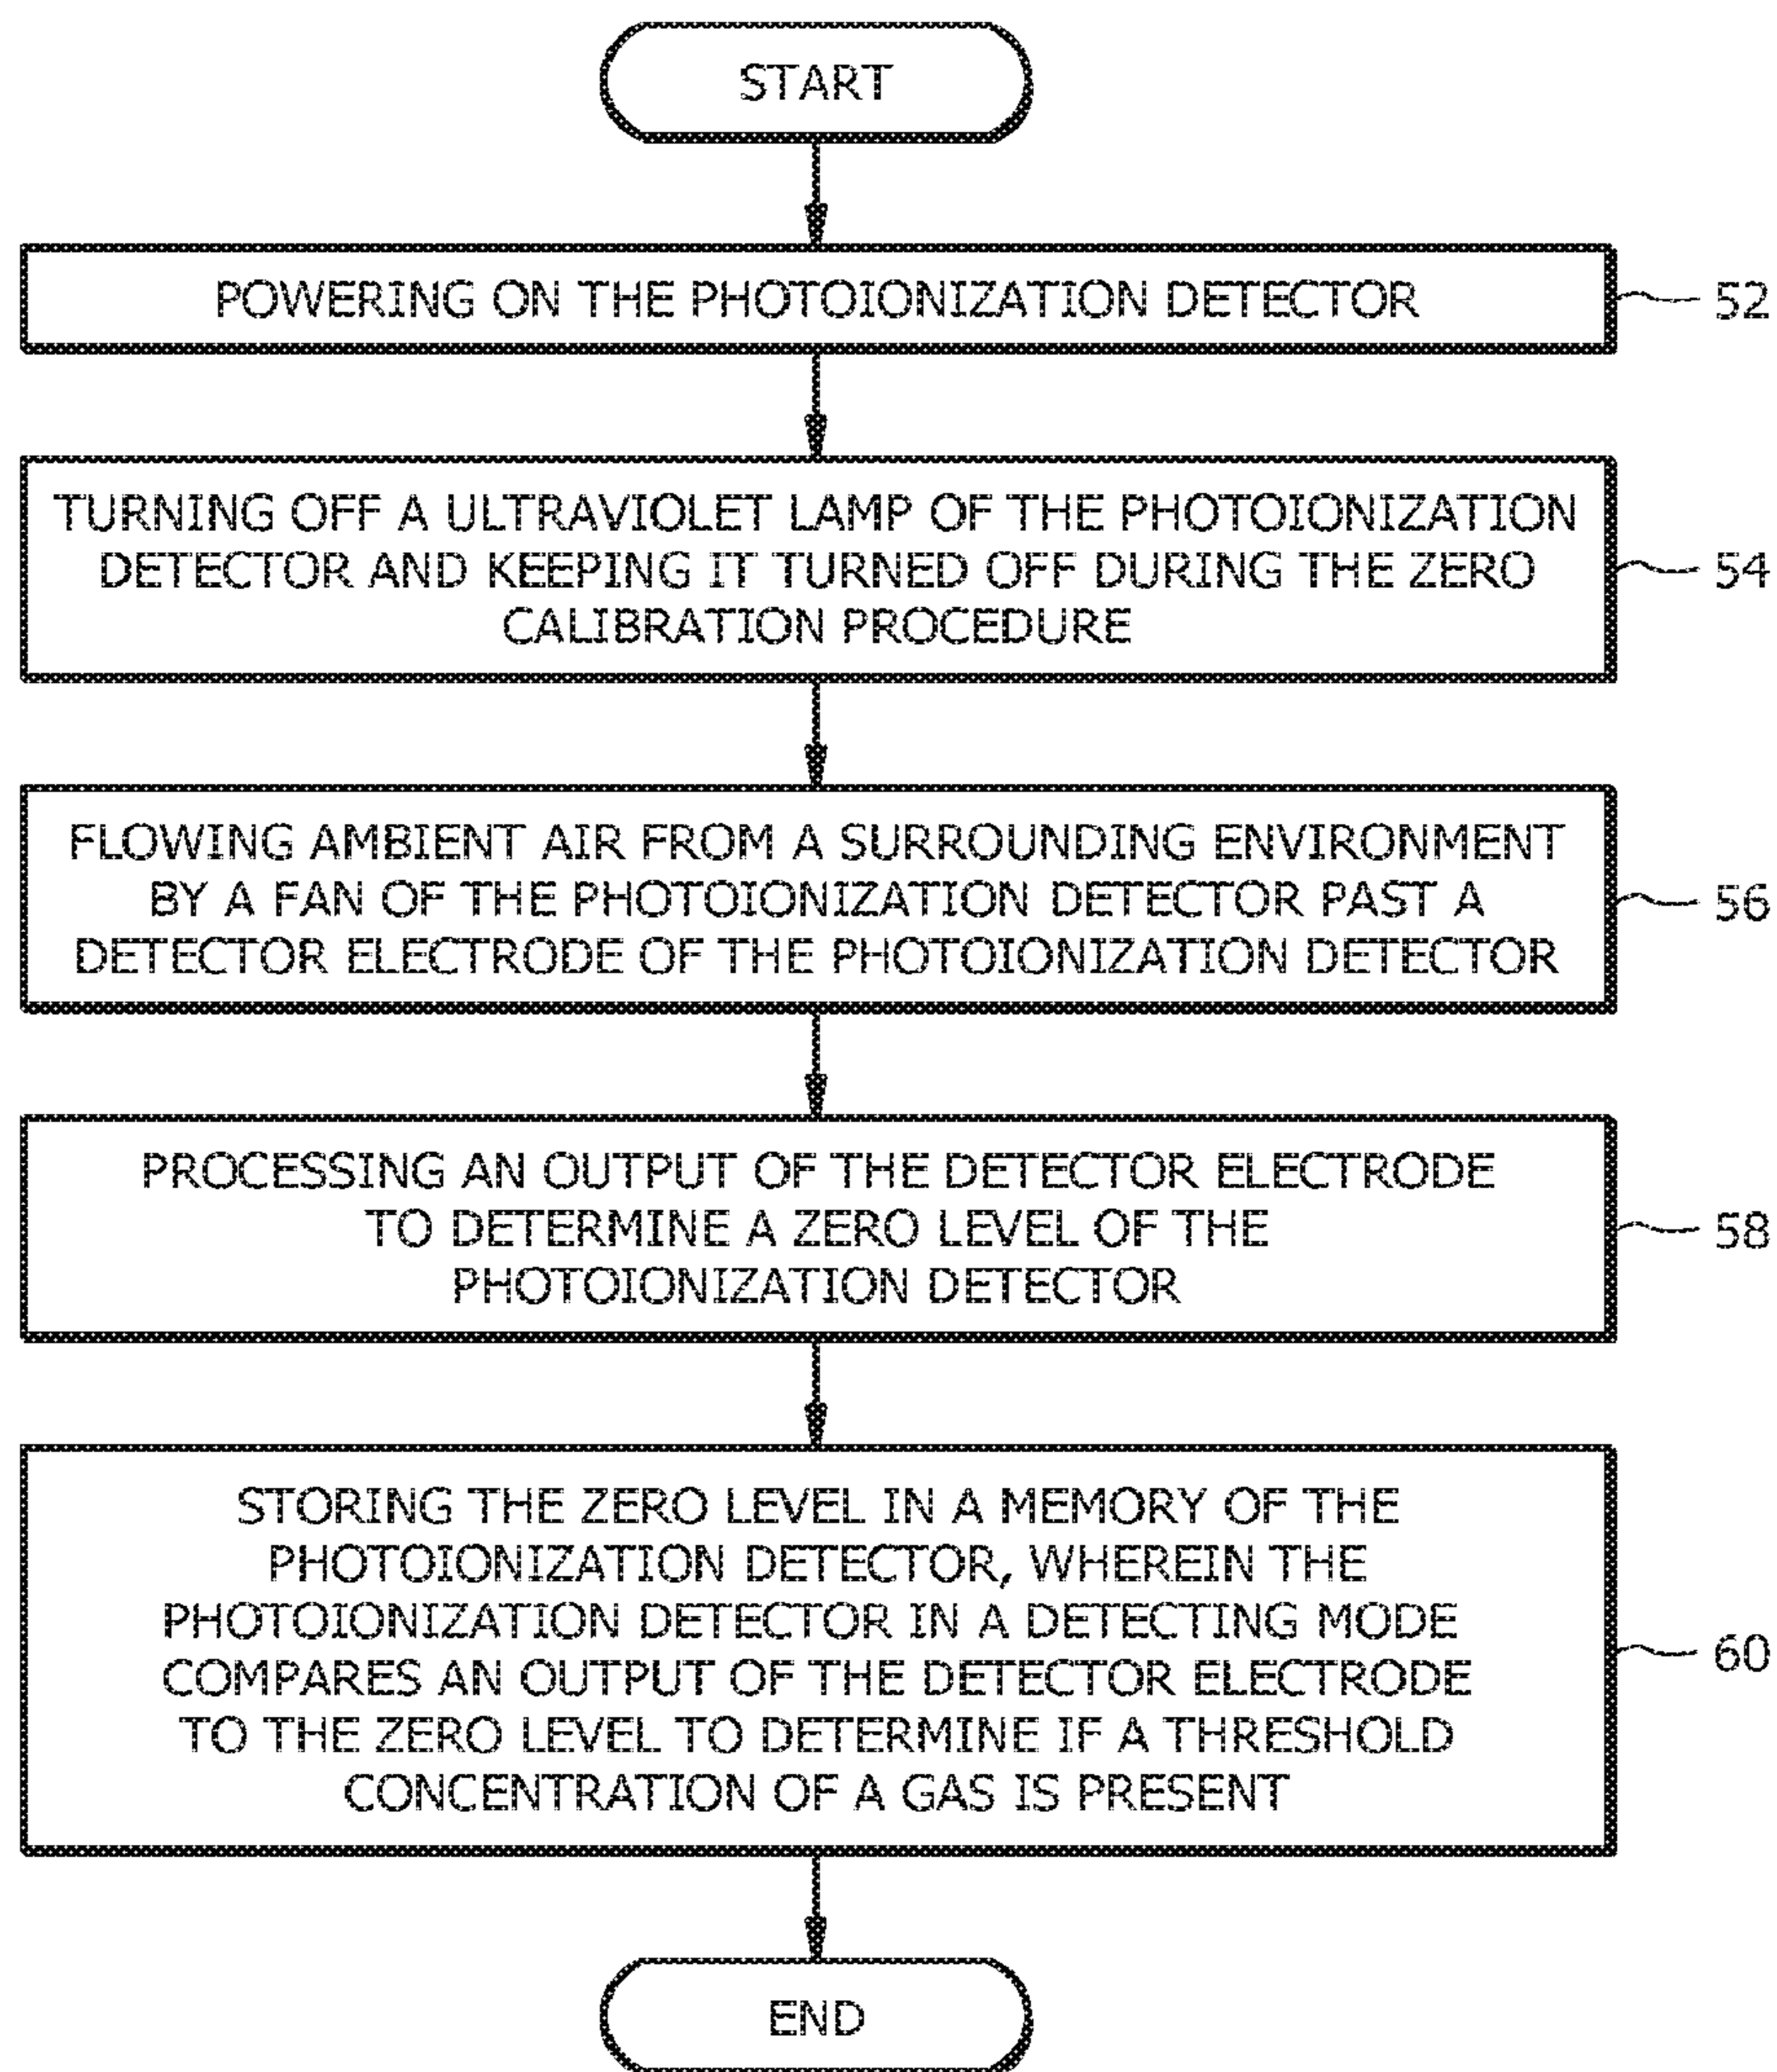 START
POWERING ON THE PHOTOIONIZATION DETECTOR
52
TURNING OFF A ULTRAVIOLET LAMP OF THE PHOTOIONIZATION
DETECTOR AND KEEPING IT TURNED OFF DURING THE ZERO
CALIBRATION PROCEDURE
54
FLOWING AMBIENT AIR FROM A SURROUNDING ENVIRONMENT
BY A FAN OF THE PHOTOIONIZATION DETECTOR PAST A
DETECTOR ELECTRODE OF THE PHOTOIONIZATION DETECTOR
56
PROCESSING AN OUTPUT OF THE DETECTOR ELECTRODE
TO DETERMINE A ZERO LEVEL OF THE
PHOTOIONIZATION DETECTOR
58
STORING THE ZERO LEVEL IN A MEMORY OF THE
PHOTOIONIZATION DETECTOR, WHEREIN THE
PHOTOIONIZATION DETECTOR IN A DETECTING MODE
COMPARES AN OUTPUT OF THE DETECTOR ELECTRODE
TO THE ZERO LEVEL TO DETERMINE IF A THRESHOLD
CONCENTRATION OF A GAS IS PRESENT
60
END